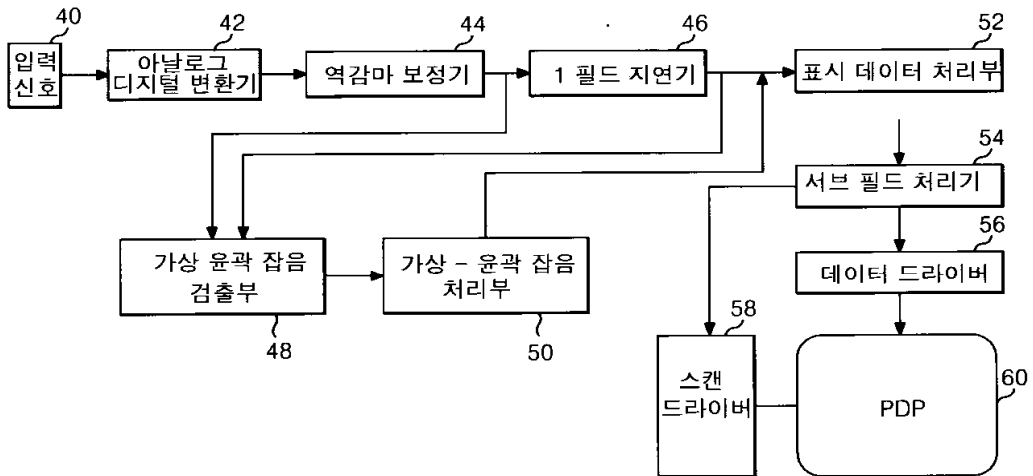 40
42
44
46
52
입력
신호
아날로그
디지털 변환기
역감마 보정기
1 필드 지연기
표시 데이터 처리부
54
서브 필드 처리기
56
가상 윤곽 잡음
검출부
가상 - 윤곽 잡음
처리부
데이터 드라이버
48
50
58
스캔
드라이버
PDP
60